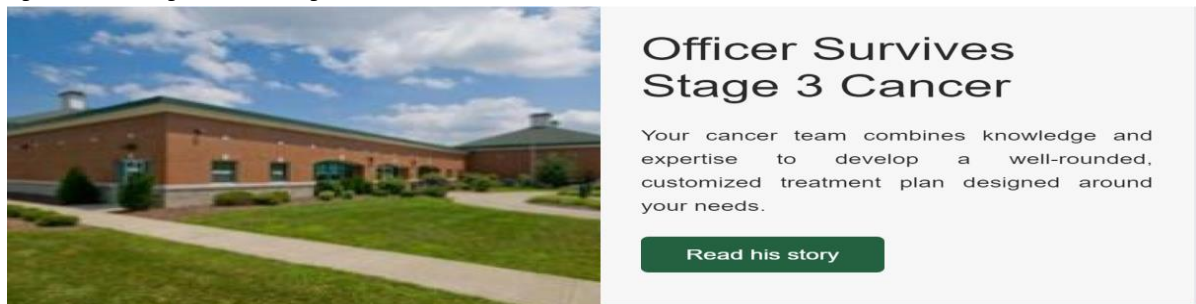 Officer Survives
Stage 3 Cancer
Your cancer team combines knowledge and
expertise to develop a well-rounded,
customized treatment plan designed around
your needs.
Read his story